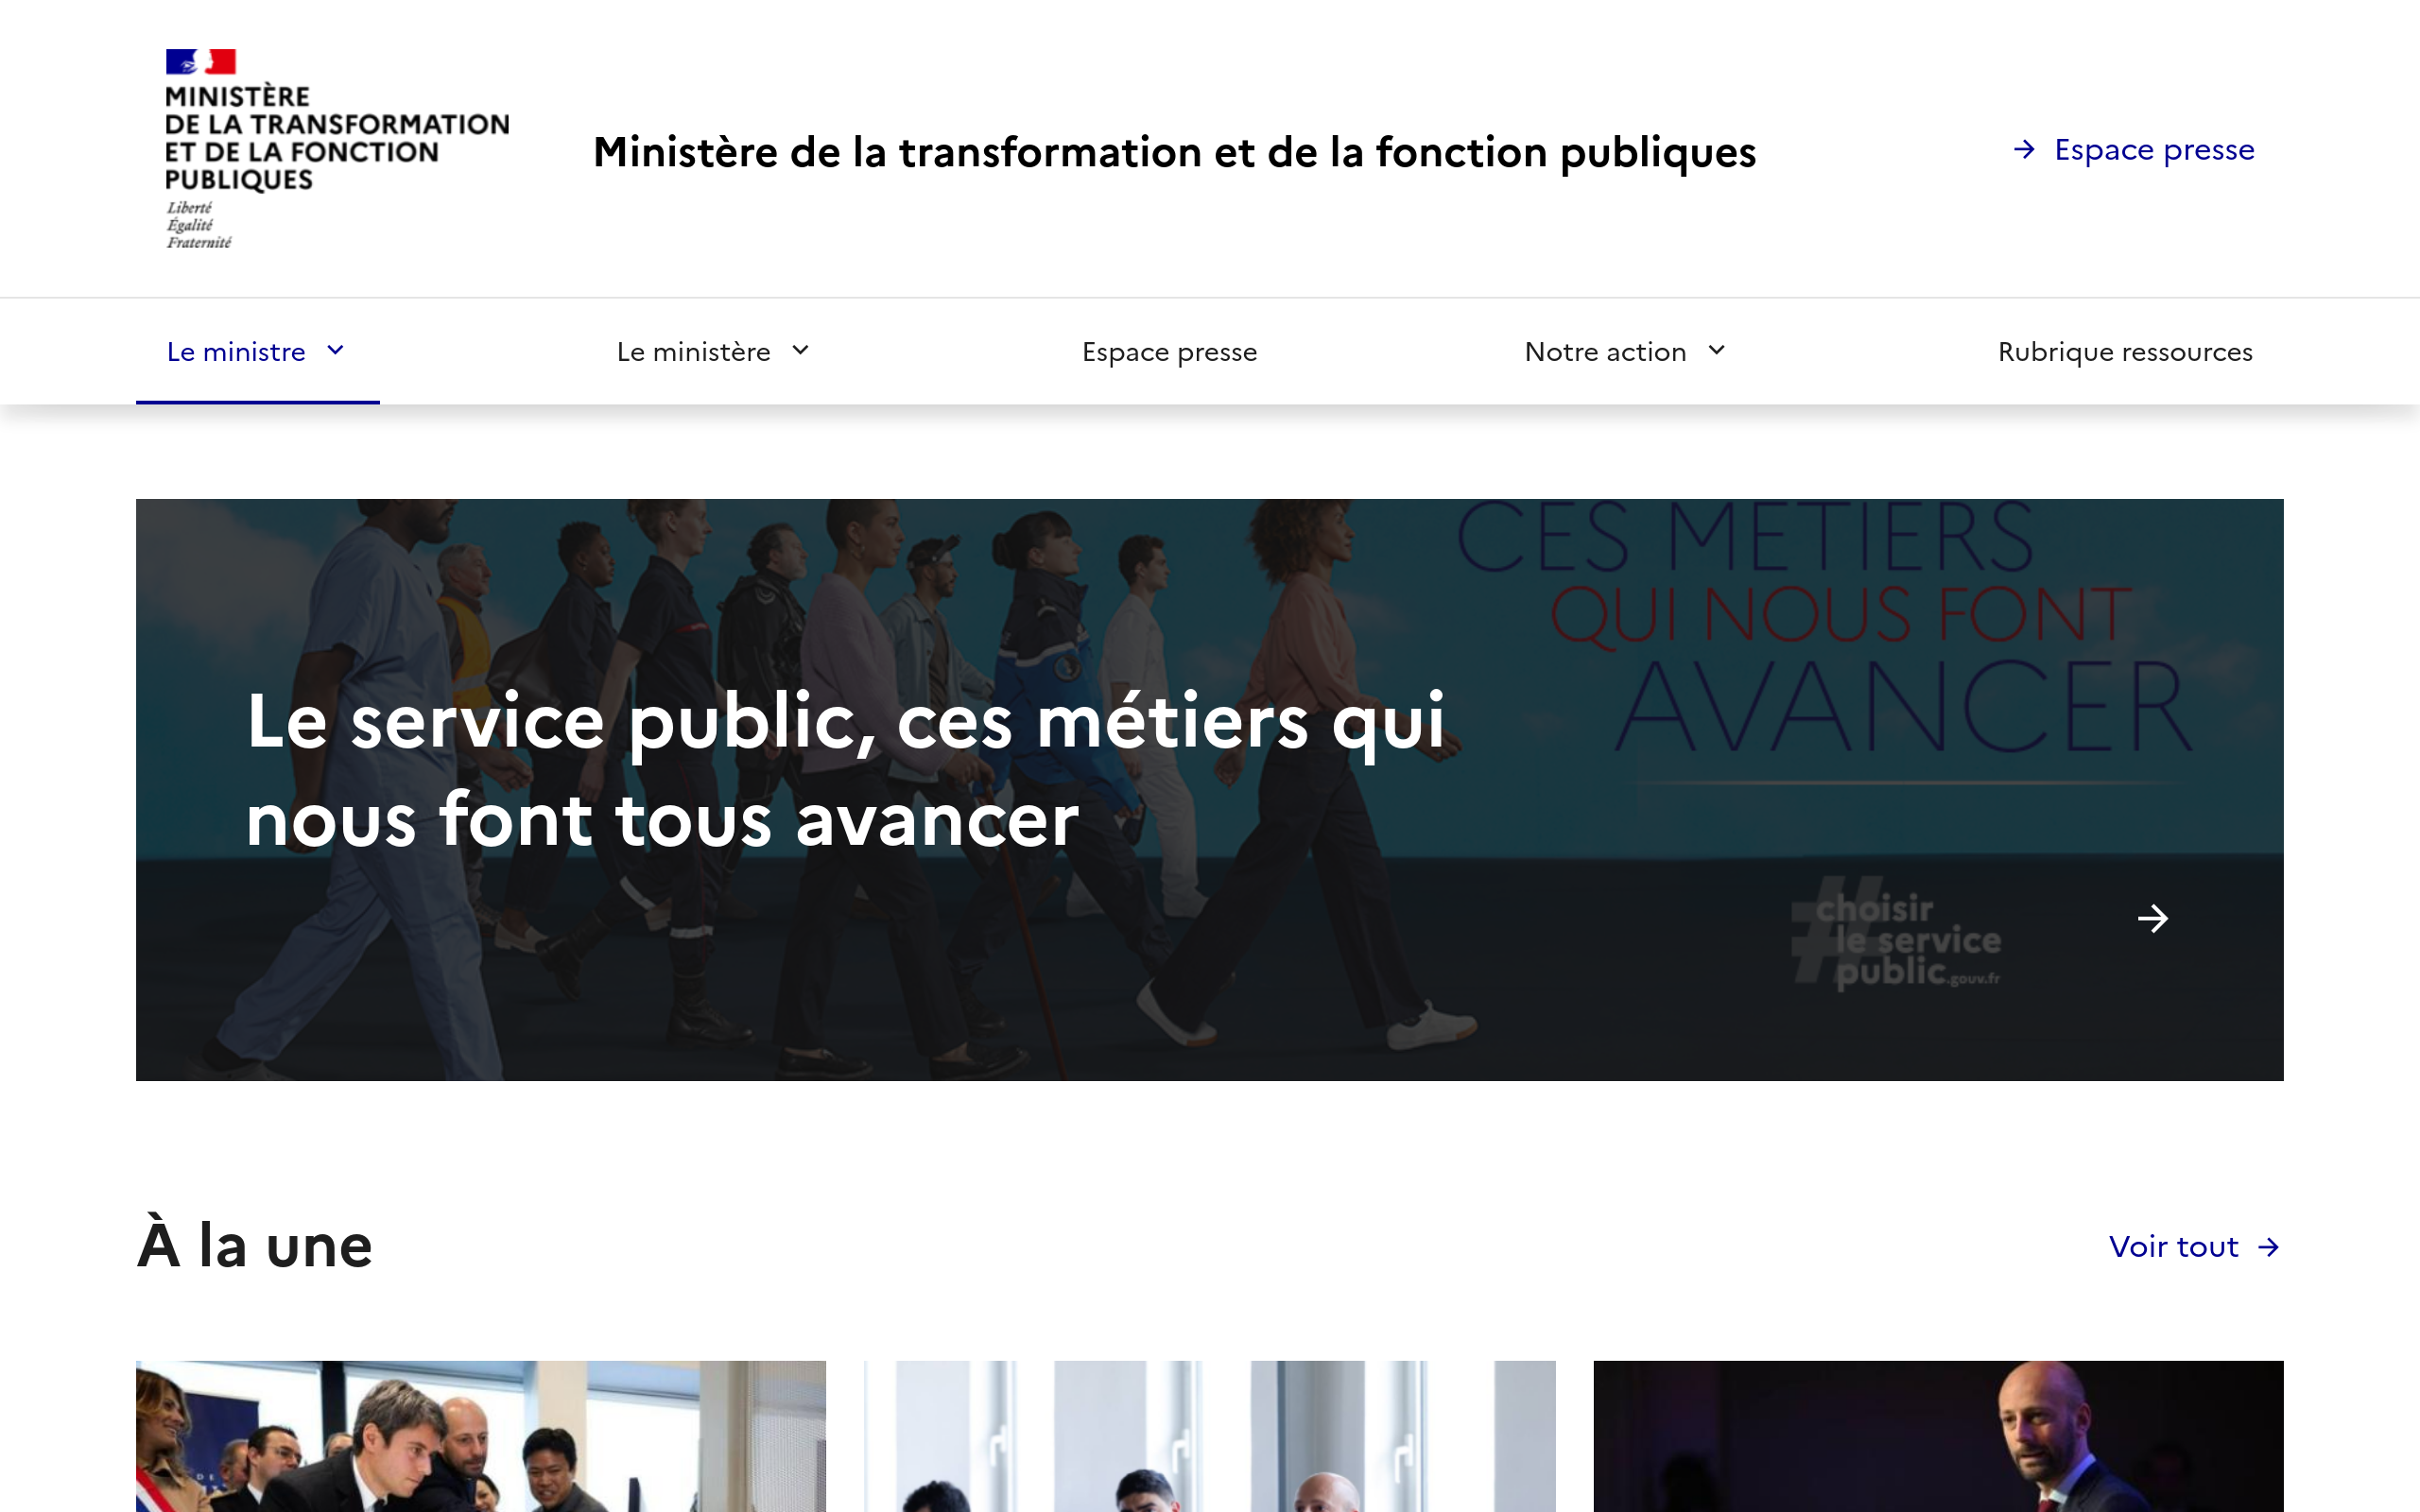 MINISTÈRE
DE LA TRANSFORMATION
ET DE LA FONCTION
PUBLIQUES
Liberté
Égalité
Fraternité
Ministère de la transformation et de la fonction publiques
Espace presse
Le ministre
Le ministère
Espace presse
Notre action
Rubrique ressources
CES METIERS
QUI NOUS FONT
AVANCER
Le service public, ces métiers qui
nous font tous avancer
#choisir
le service
public.gouv.fr
À la une
Voir tout